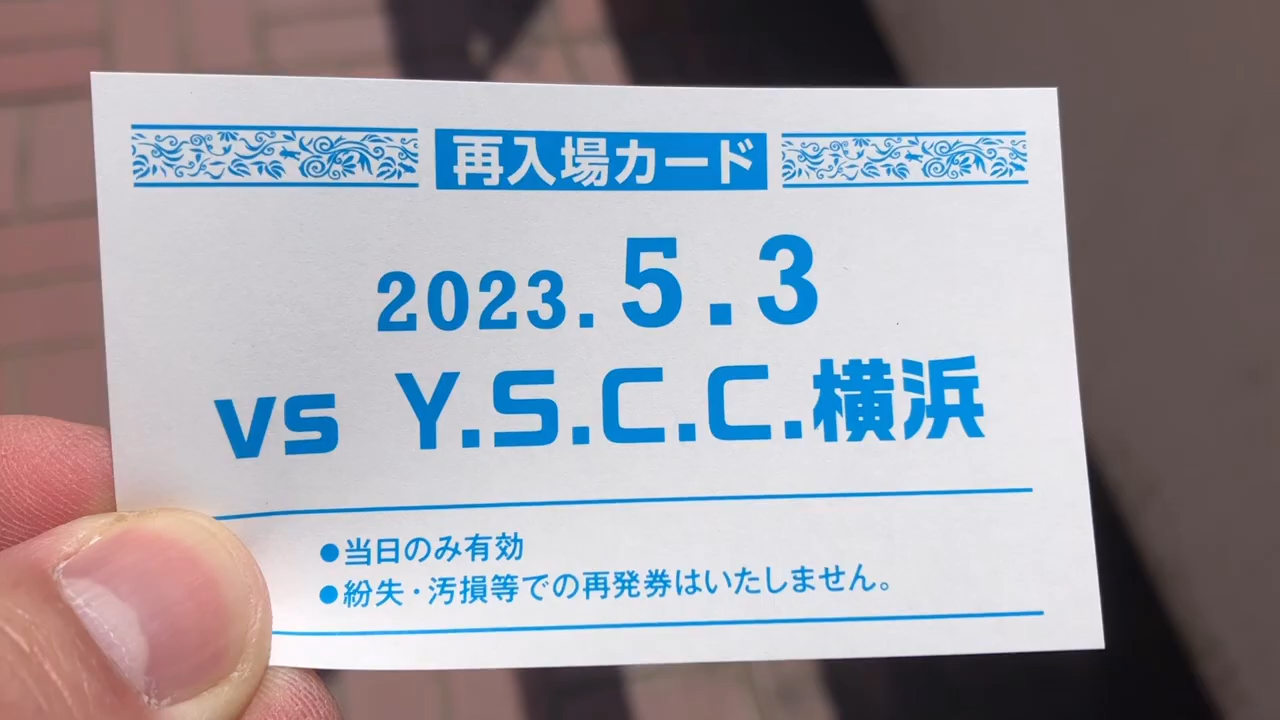 再入場カード
2023.5.3
vs Y.S.C.C.横浜
●当日のみ有効
●紛失・汚損等での再発券はいたしません。